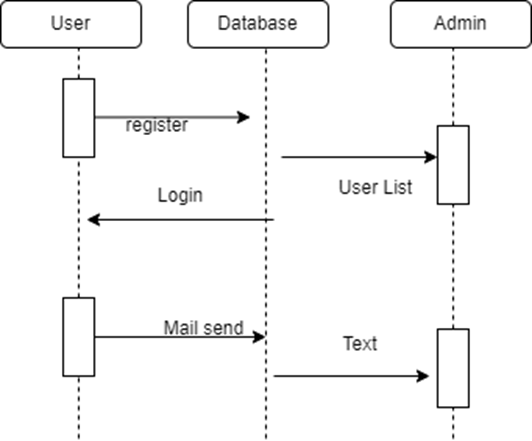 User
Database
Admin
register
User List
Login
Mail send
Text